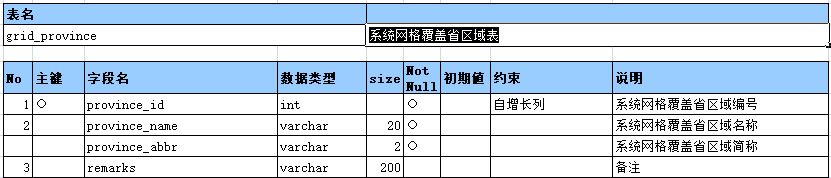 表名
grid_province 系统网格覆盖省区域表
No 主键 字段名 数据类型 size Not Null 初期値 约束 说明
1 ○ province_id int ○ 自增长列 系统网格覆盖省区域编号
2 province_name varchar 20 ○ 系统网格覆盖省区域名称
province_abbr varchar 2 ○ 系统网格覆盖省区域简称
3 remarks varchar 200 备注